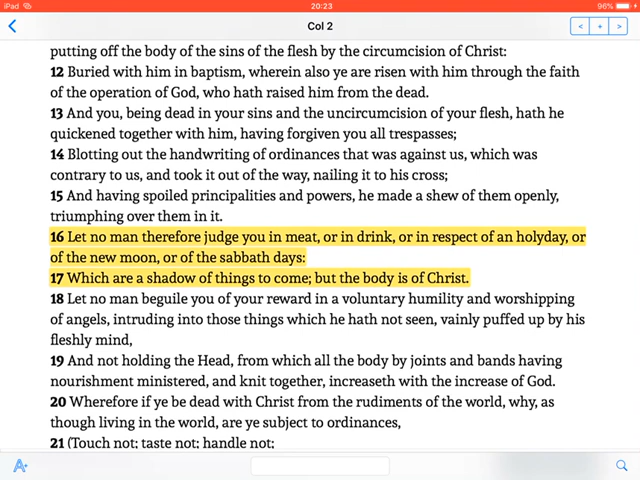 iPad
20:23
96%
Col 2
< + >
putting off the body of the sins of the flesh by the circumcision of Christ:
12 Buried with him in baptism, wherein also ye are risen with him through the faith
of the operation of God, who hath raised him from the dead.
13 And you, being dead in your sins and the uncircumcision of your flesh, hath he
quickened together with him, having forgiven you all trespasses;
14 Blotting out the handwriting of ordinances that was against us, which was
contrary to us, and took it out of the way, nailing it to his cross;
15 And having spoiled principalities and powers, he made a shew of them openly,
triumphing over them in it.
16 Let no man therefore judge you in meat, or in drink, or in respect of an holyday, or
of the new moon, or of the sabbath days:
17 Which are a shadow of things to come; but the body is of Christ.
18 Let no man beguile you of your reward in a voluntary humility and worshipping
of angels, intruding into those things which he hath not seen, vainly puffed up by his
fleshly mind,
19 And not holding the Head, from which all the body by joints and bands having
nourishment ministered, and knit together, increaseth with the increase of God.
20 Wherefore if ye be dead with Christ from the rudiments of the world, why, as
though living in the world, are ye subject to ordinances,
21 (Touch not; taste not; handle not;
A+